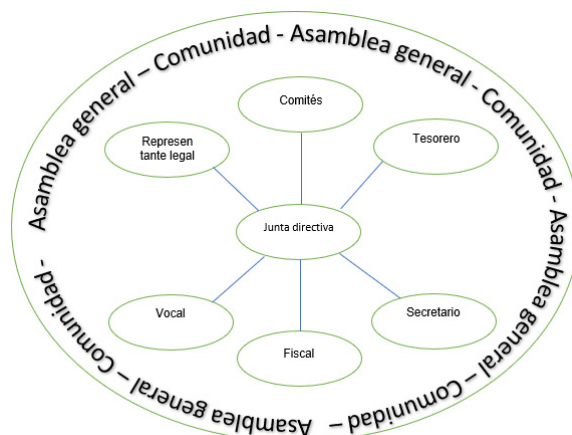 Asamblea general – Comunidad - Asamblea general - Comunidad - Asamblea general – Comunidad – Asamblea general – Comunidad -
Comités
Represen
tante legal
Tesorero
Junta directiva
Vocal
Secretario
Fiscal